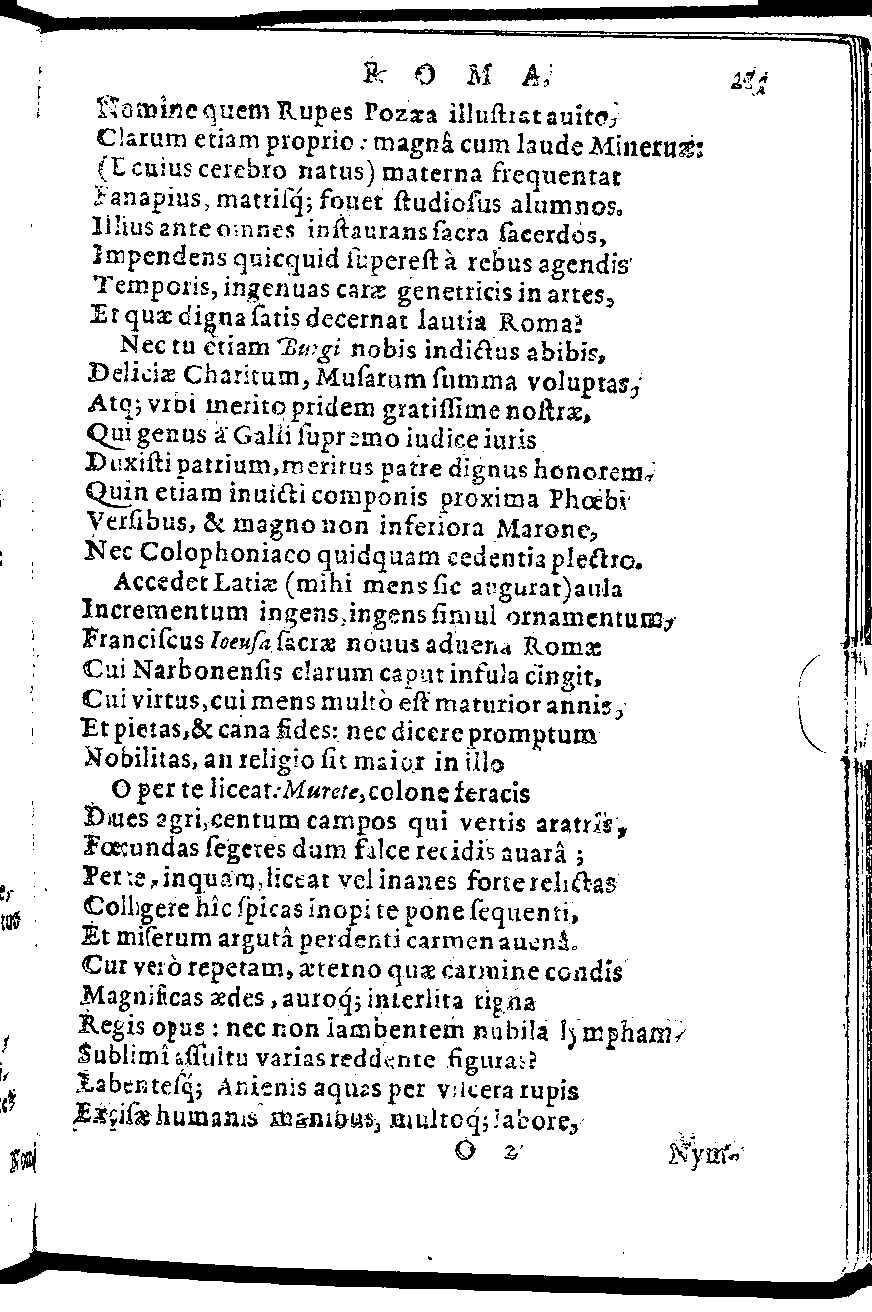 R O M A.
Nomine quem Rupes Pozæa illuſtrat auito,
Clarum etiam proprio: magnâ cum laude Mineruæ:
(E cuius cerebro natus) materna frequentat
Fanapius, matriſq́; fouet ſtudioſus alumnos.
Illius ante omnes inſtaurans ſacra ſacerdos,
Impendens quicquid ſupereſt à rebus agendis
Temporis, ingenuas caræ genetricis in artes,
Et quæ digna ſatis decernat lautia Roma?
Nec tu etiam Burgi nobis indictus abibis,
Deliciæ Charitum, Muſarum ſumma voluptas,
Atq; vrbi merito pridem gratiſſime noſtræ,
Qui genus à Galli ſupremo iudice iuris
Duxiſti patrium, meritus patre dignus honorem.
Quin etiam inuicti componis proxima Phœbi
Verſibus, & magno non inferiora Marone,
Nec Colophoniaco quidquam cedentia plectro.
Accedet Latiæ (mihi mens ſic augurat) aula
Incrementum ingens, ingens ſimul ornamentum,
Franciſcus Ioeuſa ſacræ nouus aduena Romæ
Cui Narbonenſis clarum caput infula cingit,
Cui virtus, cui mens multò eſt maturior annis,
Et pietas, & cana fides: nec dicere promptum
Nobilitas, an religio ſit maior in illo
O per te liceat: Murete, colone feracis
Diues agri, centum campos qui vertis aratris,
Fœcundas ſegetes dum falce recidis auarâ;
Per te, inquam, liceat vel inanes forte relictas
Colligere hîc ſpicas inopi te pone ſequenti,
Et miſerum argutâ perdenti carmen auenâ.
Cur verò repetam, æterno quæ carmine condis
Magnificas ædes, auroq́; interlita tigna
Regis opus: nec non lambentem nubila lympham
Sublimî aſſultu varias reddente figuras?
Labenteſq́; Anienis aquas per viſcera rupis
Exciſæ humanis manibus, multoq́; labore,
O 2 Nym-